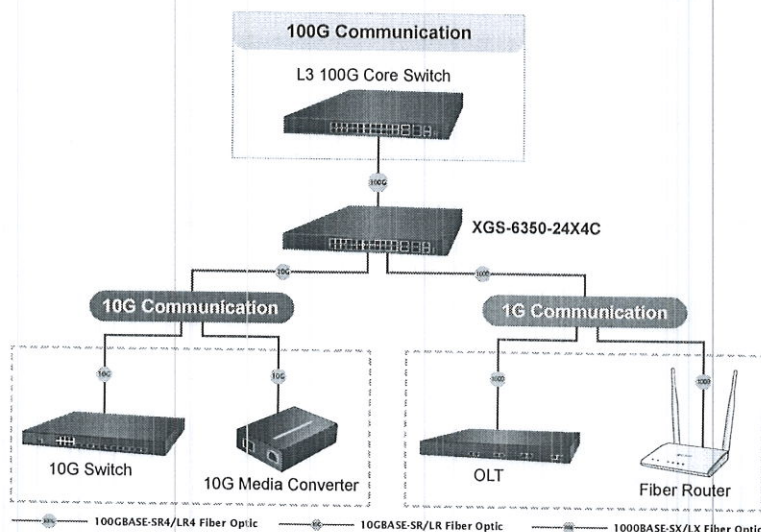 100G Communication
L3 100G Core Switch
100G
XGS-6350-24X4C
10G
1000
10G Communication
1G Communication
10G
10G
1000
1000
10G Switch
10G Media Converter
OLT
Fiber Router
100GBASE-SR4/LR4 Fiber Optic
10GBASE-SR/LR Fiber Optic
1000BASE-SX/LX Fiber Optic